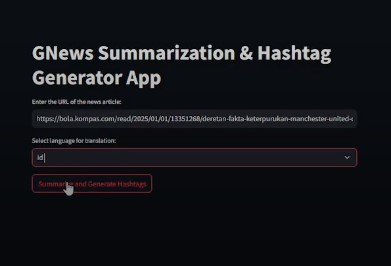 GNews Summarization & Hashtag
Generator App
Enter the URL of the news article:
https://bola.kompas.com/read/2025/01/01/13351268/deretan-fakta-keterpurukan-manchester-united-
Select language for translation:
id
Summarize and Generate Hashtags